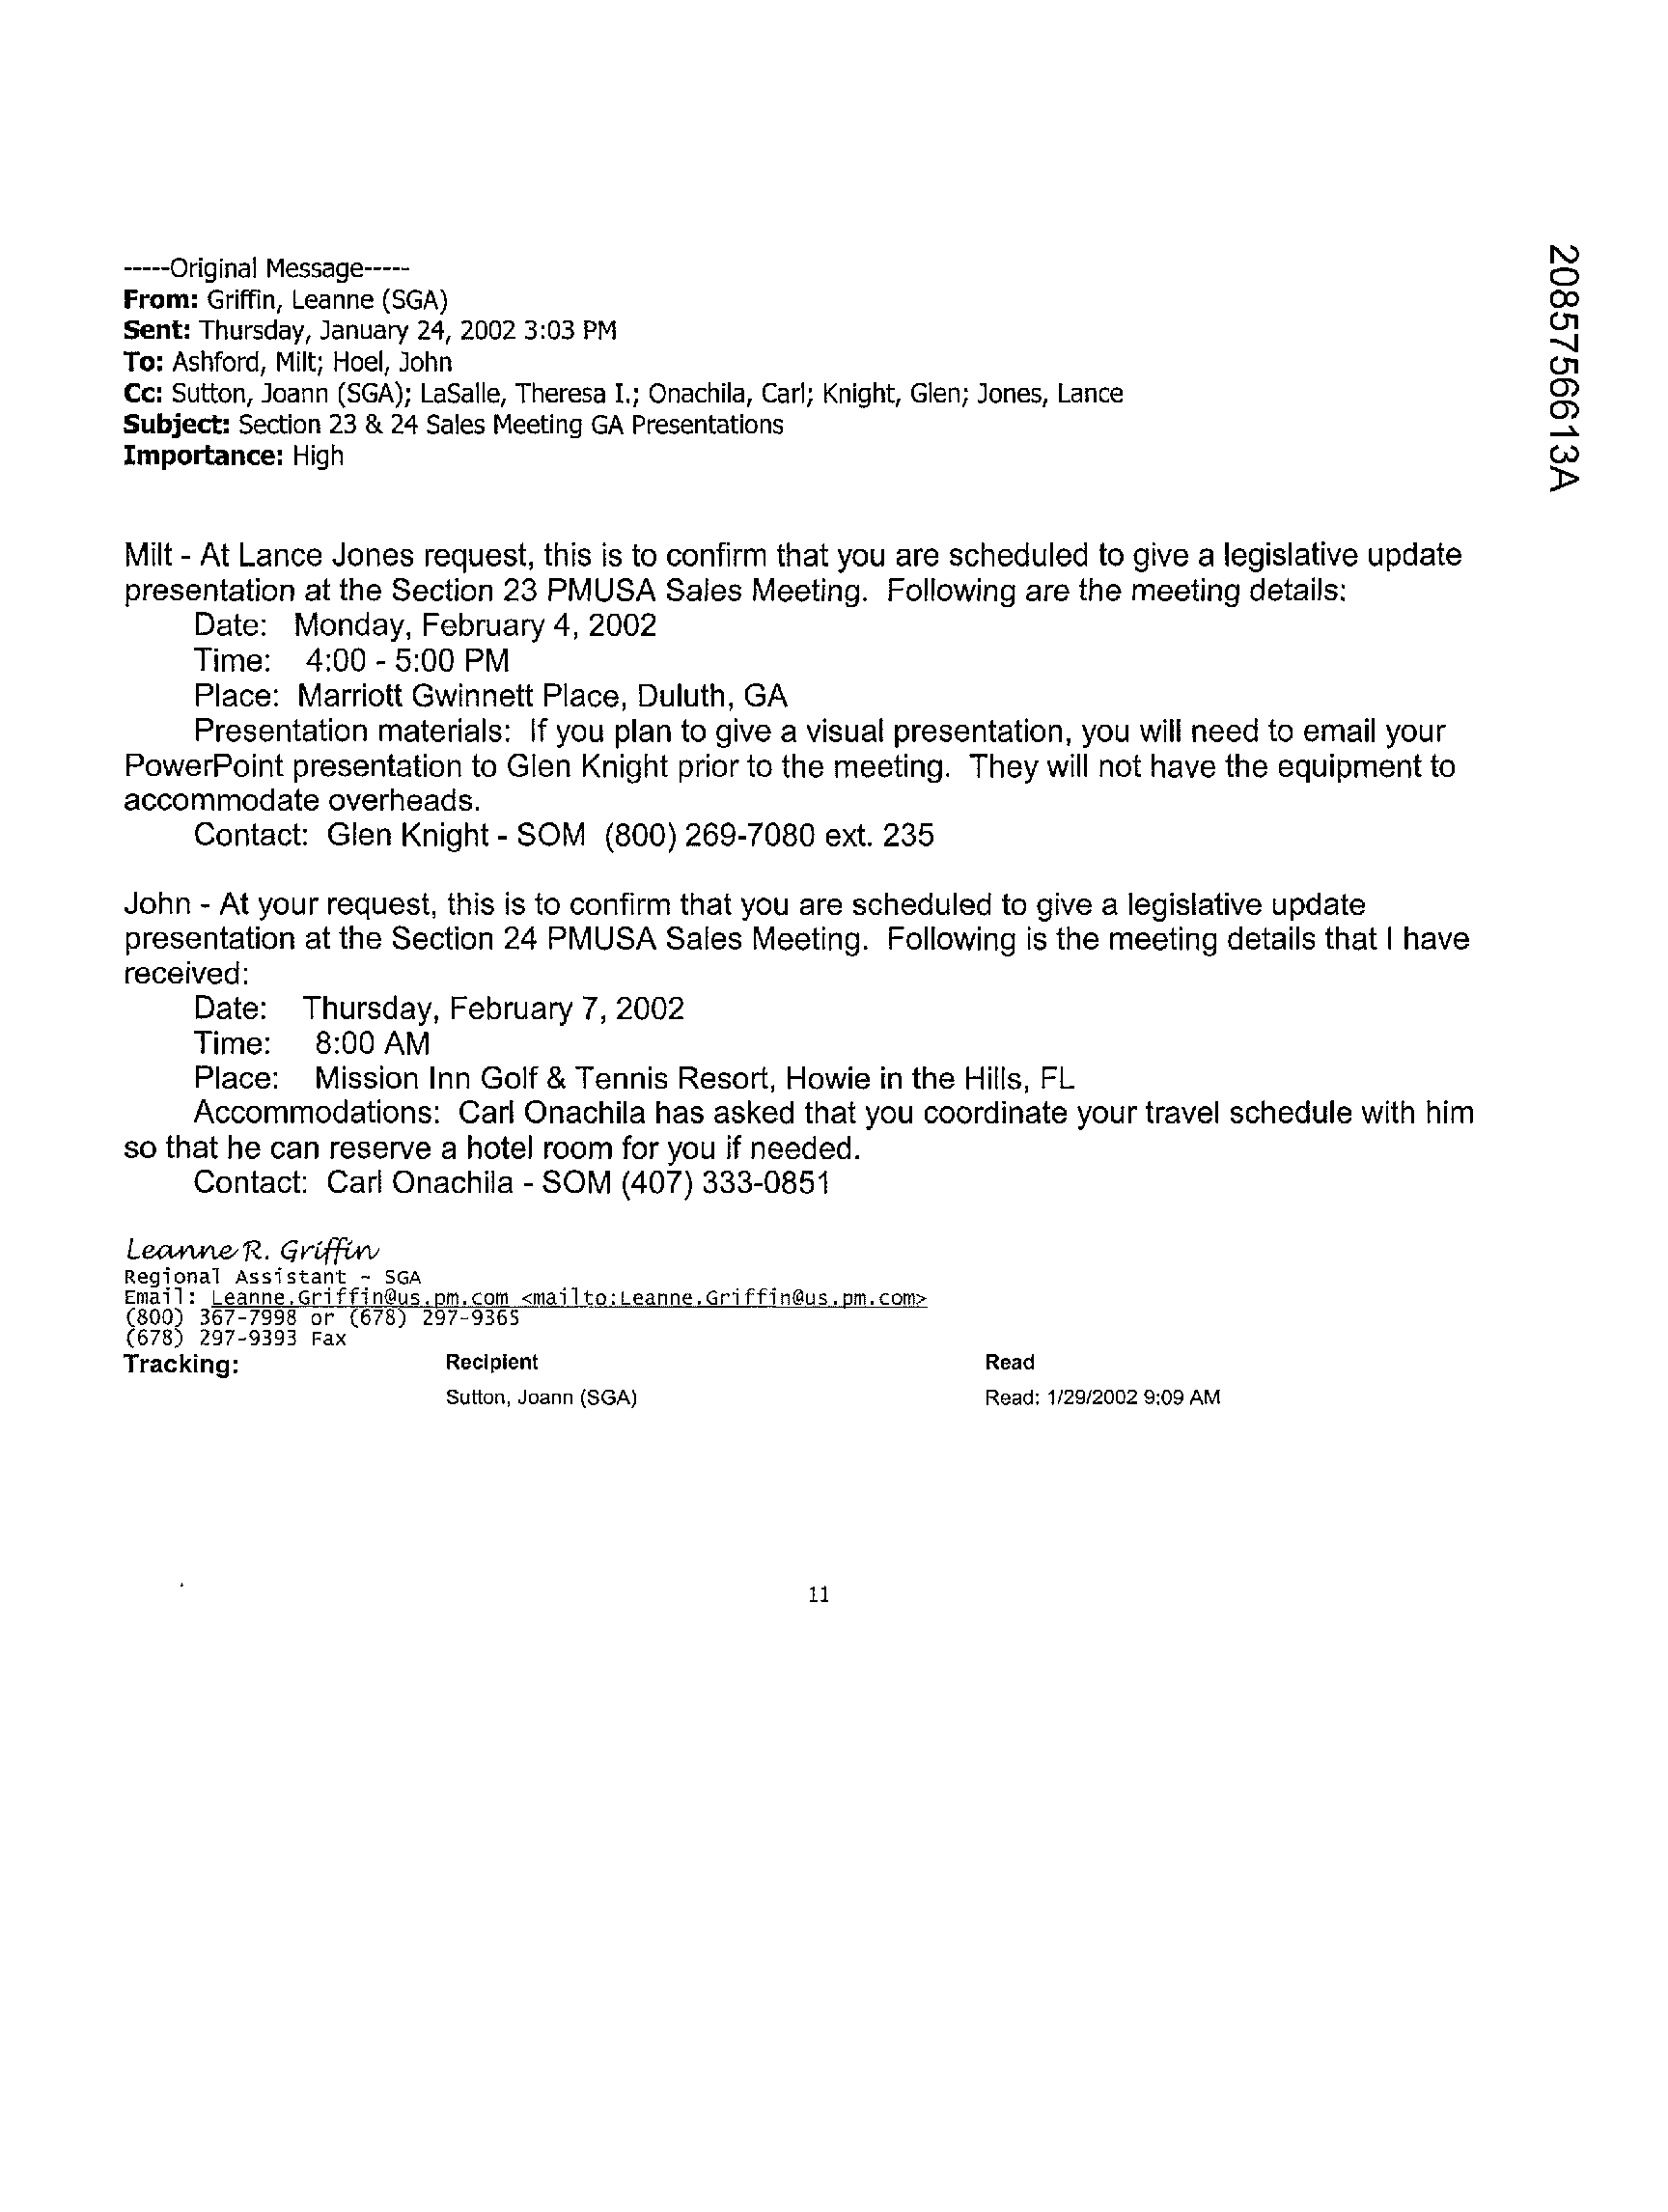 -----Original Message-----
From: Griffin, Leanne (SGA)
Sent: Thursday, January 24, 2002 3:03 PM
To: Ashford, Milt; Hoel, John
Cc: Sutton, Joann (SGA); LaSalle, Theresa I.; Onachila, Carl; Knight, Glen; Jones, Lance
Subject: Section 23 & 24 Sales Meeting GA Presentations
Importance: High
2085756613A
Milt - At Lance Jones request, this is to confirm that you are scheduled to give a legislative update
presentation at the Section 23 PMUSA Sales Meeting.  Following are the meeting details:
Date:  Monday, February 4, 2002
Time:  4:00 - 5:00 PM
Place:  Marriott Gwinnett Place, Duluth, GA
Presentation materials:  If you plan to give a visual presentation, you will need to email your
PowerPoint presentation to Glen Knight prior to the meeting.  They will not have the equipment to
accommodate overheads.
Contact:  Glen Knight - SOM  (800) 269-7080 ext. 235
John - At your request, this is to confirm that you are scheduled to give a legislative update
presentation at the Section 24 PMUSA Sales Meeting.  Following is the meeting details that I have
received:
Date:  Thursday, February 7, 2002
Time:  8:00 AM
Place:  Mission Inn Golf & Tennis Resort, Howie in the Hills, FL
Accommodations:  Carl Onachila has asked that you coordinate your travel schedule with him
so that he can reserve a hotel room for you if needed.
Contact:  Carl Onachila - SOM (407) 333-0851
Leanne R. Griffin
Regional Assistant ~ SGA
Email: Leanne.Griffin@us.pm.com <mailto:Leanne.Griffin@us.pm.com>
(800) 367-7998 or (678) 297-9365
(678) 297-9393 Fax
Tracking: Recipient Read
Sutton, Joann (SGA) Read: 1/29/2002 9:09 AM
11